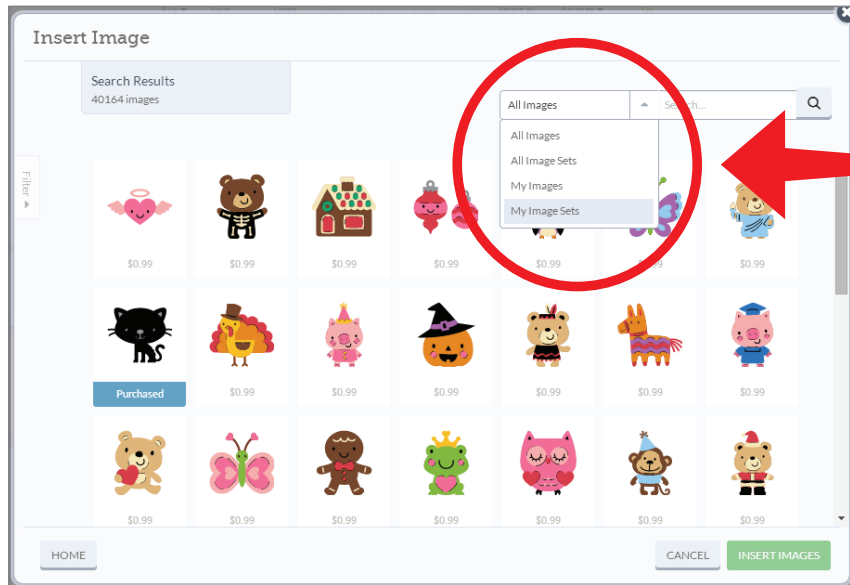 Insert Image
Search Results
40164 images
All Images
Search...
All Images
All Image Sets
My Images
My Image Sets
Filter
$0.99 $0.99 $0.99 $0.99 $0.99 $0.99 $0.99
Purchased $0.99 $0.99 $0.99 $0.99 $0.99 $0.99
$0.99 $0.99 $0.99 $0.99 $0.99 $0.99 $0.99
HOME CANCEL INSERT IMAGES